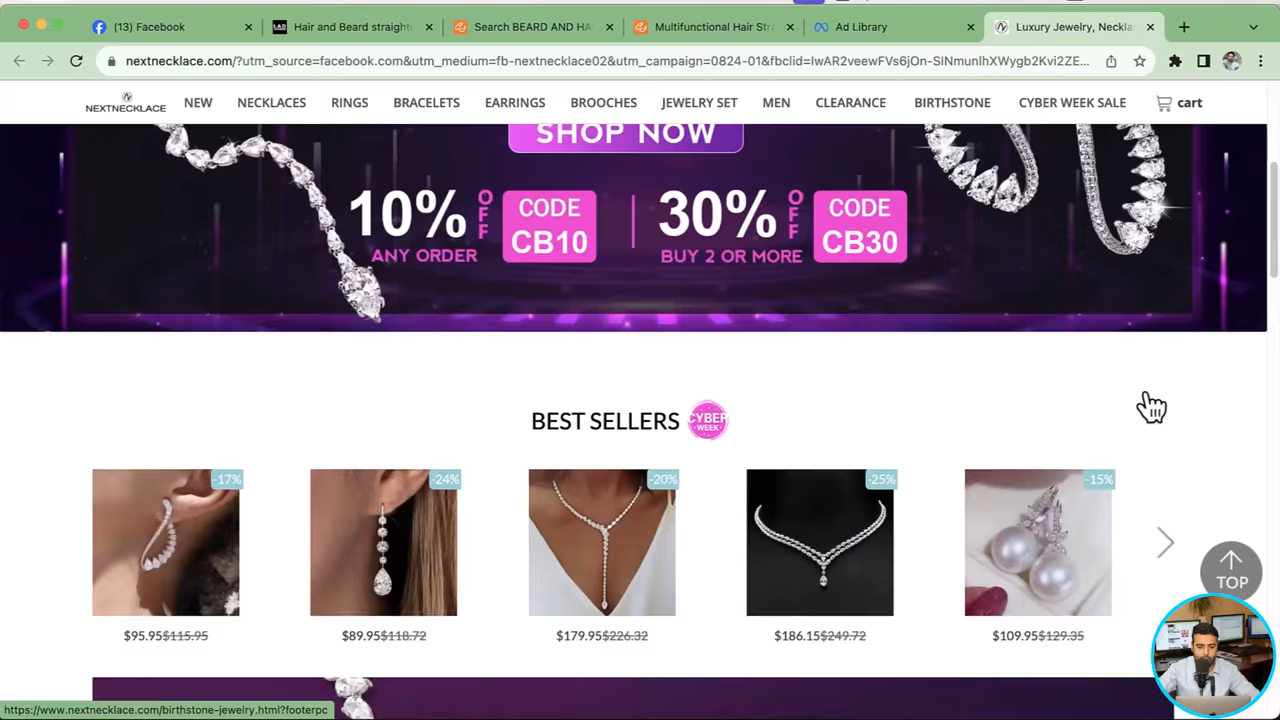 (13) Facebook
Hair and Beard straight
Search BEARD AND HA
Multifunctional Hair Stra
Ad Library
Luxury Jewelry, Neckla
nextnecklace.com/?utm_source=facebook.com&utm_medium=fb-nextnecklace02&utm_campaign=0824-01&fbclid=IwAR2veewFVs6jOn-SlNmunlhXWygb2Kvi2ZE...
NEXTNECKLACE
NEW
NECKLACES
RINGS
BRACELETS
EARRINGS
BROOCHES
JEWELRY SET
MEN
CLEARANCE
BIRTHSTONE
CYBER WEEK SALE
cart
SHOP NOW
10% OFF
ANY ORDER
CODE
CB10
30% OFF
BUY 2 OR MORE
CODE
CB30
BEST SELLERS
CYBER
WEEK
-17%
-24%
-20%
-25%
-15%
TOP
$95.95$115.95
$89.95$118.72
$179.95$226.32
$186.15$249.72
$109.95$129.35
https://www.nextnecklace.com/birthstone-jewelry.html?footerpc